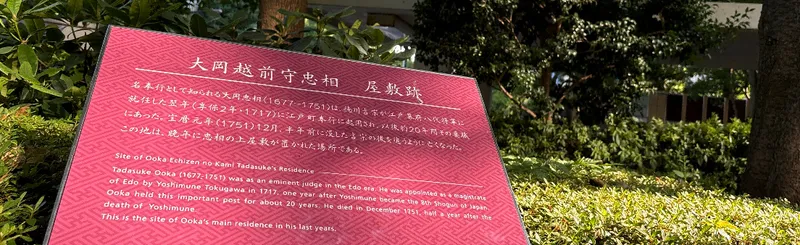 大岡越前守忠相　屋敷跡
名奉行として知られる大岡忠相(1677-1751)は、徳川吉宗が江戸幕府八代将軍に
就任した翌年(享保2年・1717)に江戸町奉行に起用され、以後約20年間その要職
にあった。宝暦元年(1751)12月、半年前に没した吉宗の後を追うように亡くなった。
この地は、晩年に忠相の上屋敷が置かれた場所である。
Site of Ooka Echizen no Kami Tadasuke's Residence
Tadasuke Ooka (1677-1751) was an eminent judge in the Edo era. He was appointed as a magistrate
of Edo by Yoshimune Tokugawa in 1717, one year after Yoshimune became the 8th Shogun of Japan.
Ooka held this important post for about 20 years. He died in December 1751, half a year after the
death of Yoshimune.
This is the site of Ooka's main residence in his last years.